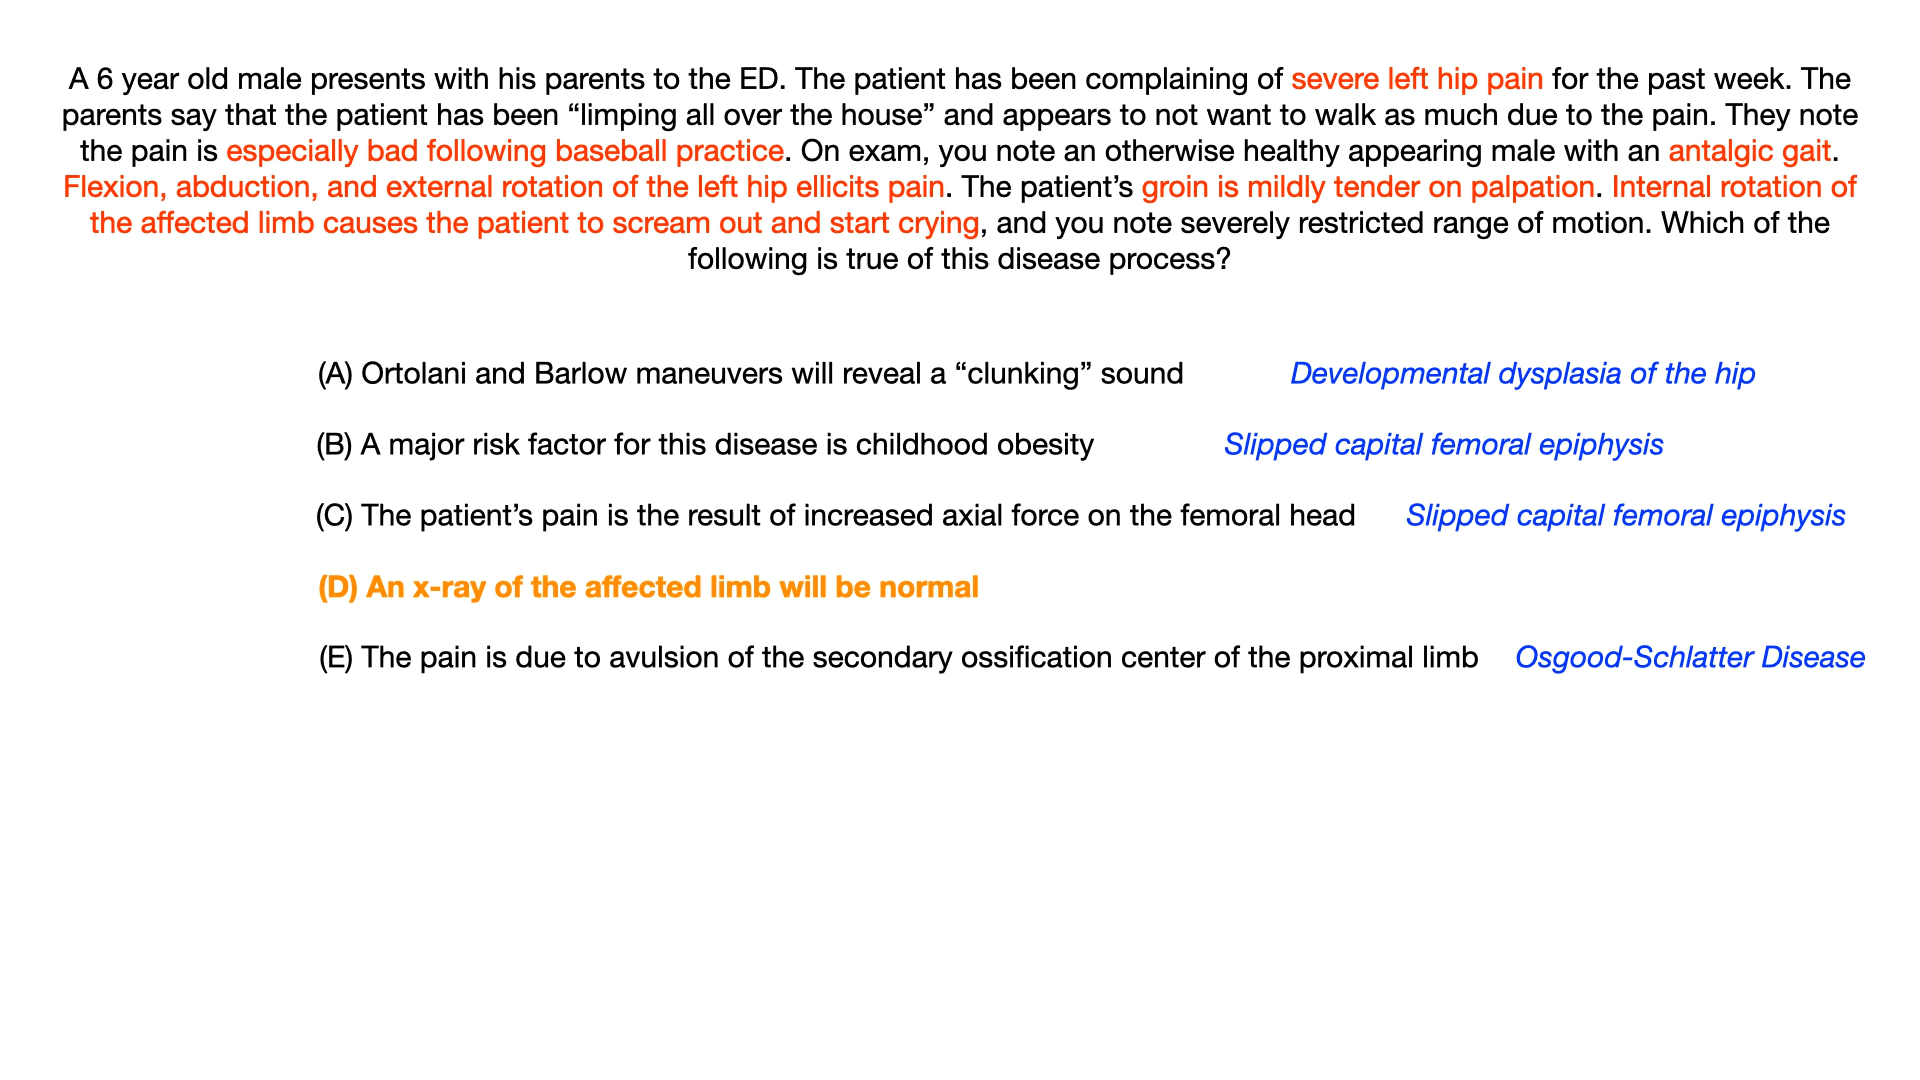 A 6 year old male presents with his parents to the ED. The patient has been complaining of severe left hip pain for the past week. The
parents say that the patient has been “limping all over the house” and appears to not want to walk as much due to the pain. They note
the pain is especially bad following baseball practice. On exam, you note an otherwise healthy appearing male with an antalgic gait.
Flexion, abduction, and external rotation of the left hip ellicits pain. The patient’s groin is mildly tender on palpation. Internal rotation of
the affected limb causes the patient to scream out and start crying, and you note severely restricted range of motion. Which of the
following is true of this disease process?
(A) Ortolani and Barlow maneuvers will reveal a “clunking” sound Developmental dysplasia of the hip
(B) A major risk factor for this disease is childhood obesity Slipped capital femoral epiphysis
(C) The patient’s pain is the result of increased axial force on the femoral head Slipped capital femoral epiphysis
(D) An x-ray of the affected limb will be normal
(E) The pain is due to avulsion of the secondary ossification center of the proximal limb Osgood-Schlatter Disease